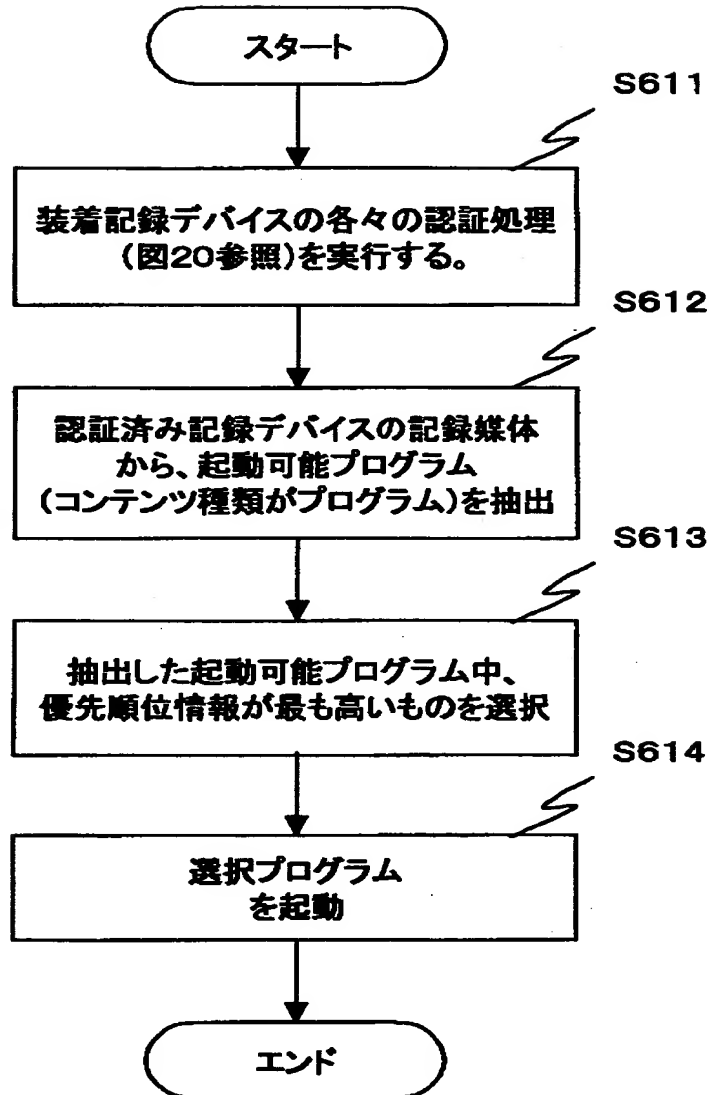 スタート
S611
装着記録デバイスの各々の認証処理
(図20参照)を実行する。
S612
認証済み記録デバイスの記録媒体
から、起動可能プログラム
(コンテンツ種類がプログラム)を抽出
S613
抽出した起動可能プログラム中、
優先順位情報が最も高いものを選択
S614
選択プログラム
を起動
エンド